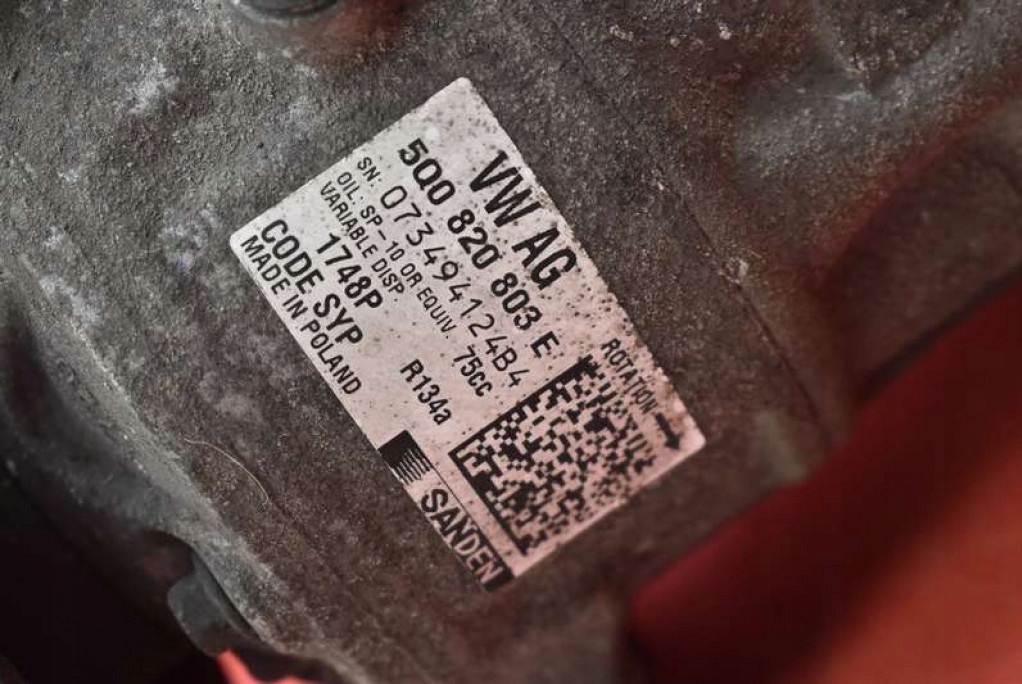 VW AG
5Q0 820 803 E
SN: 073494124B4
OIL: SP-10 OR EQUIV. 75cc
VARIABLE DISP.
1748P R134a
CODE SYP
MADE IN POLAND
ROTATION →
SANDEN